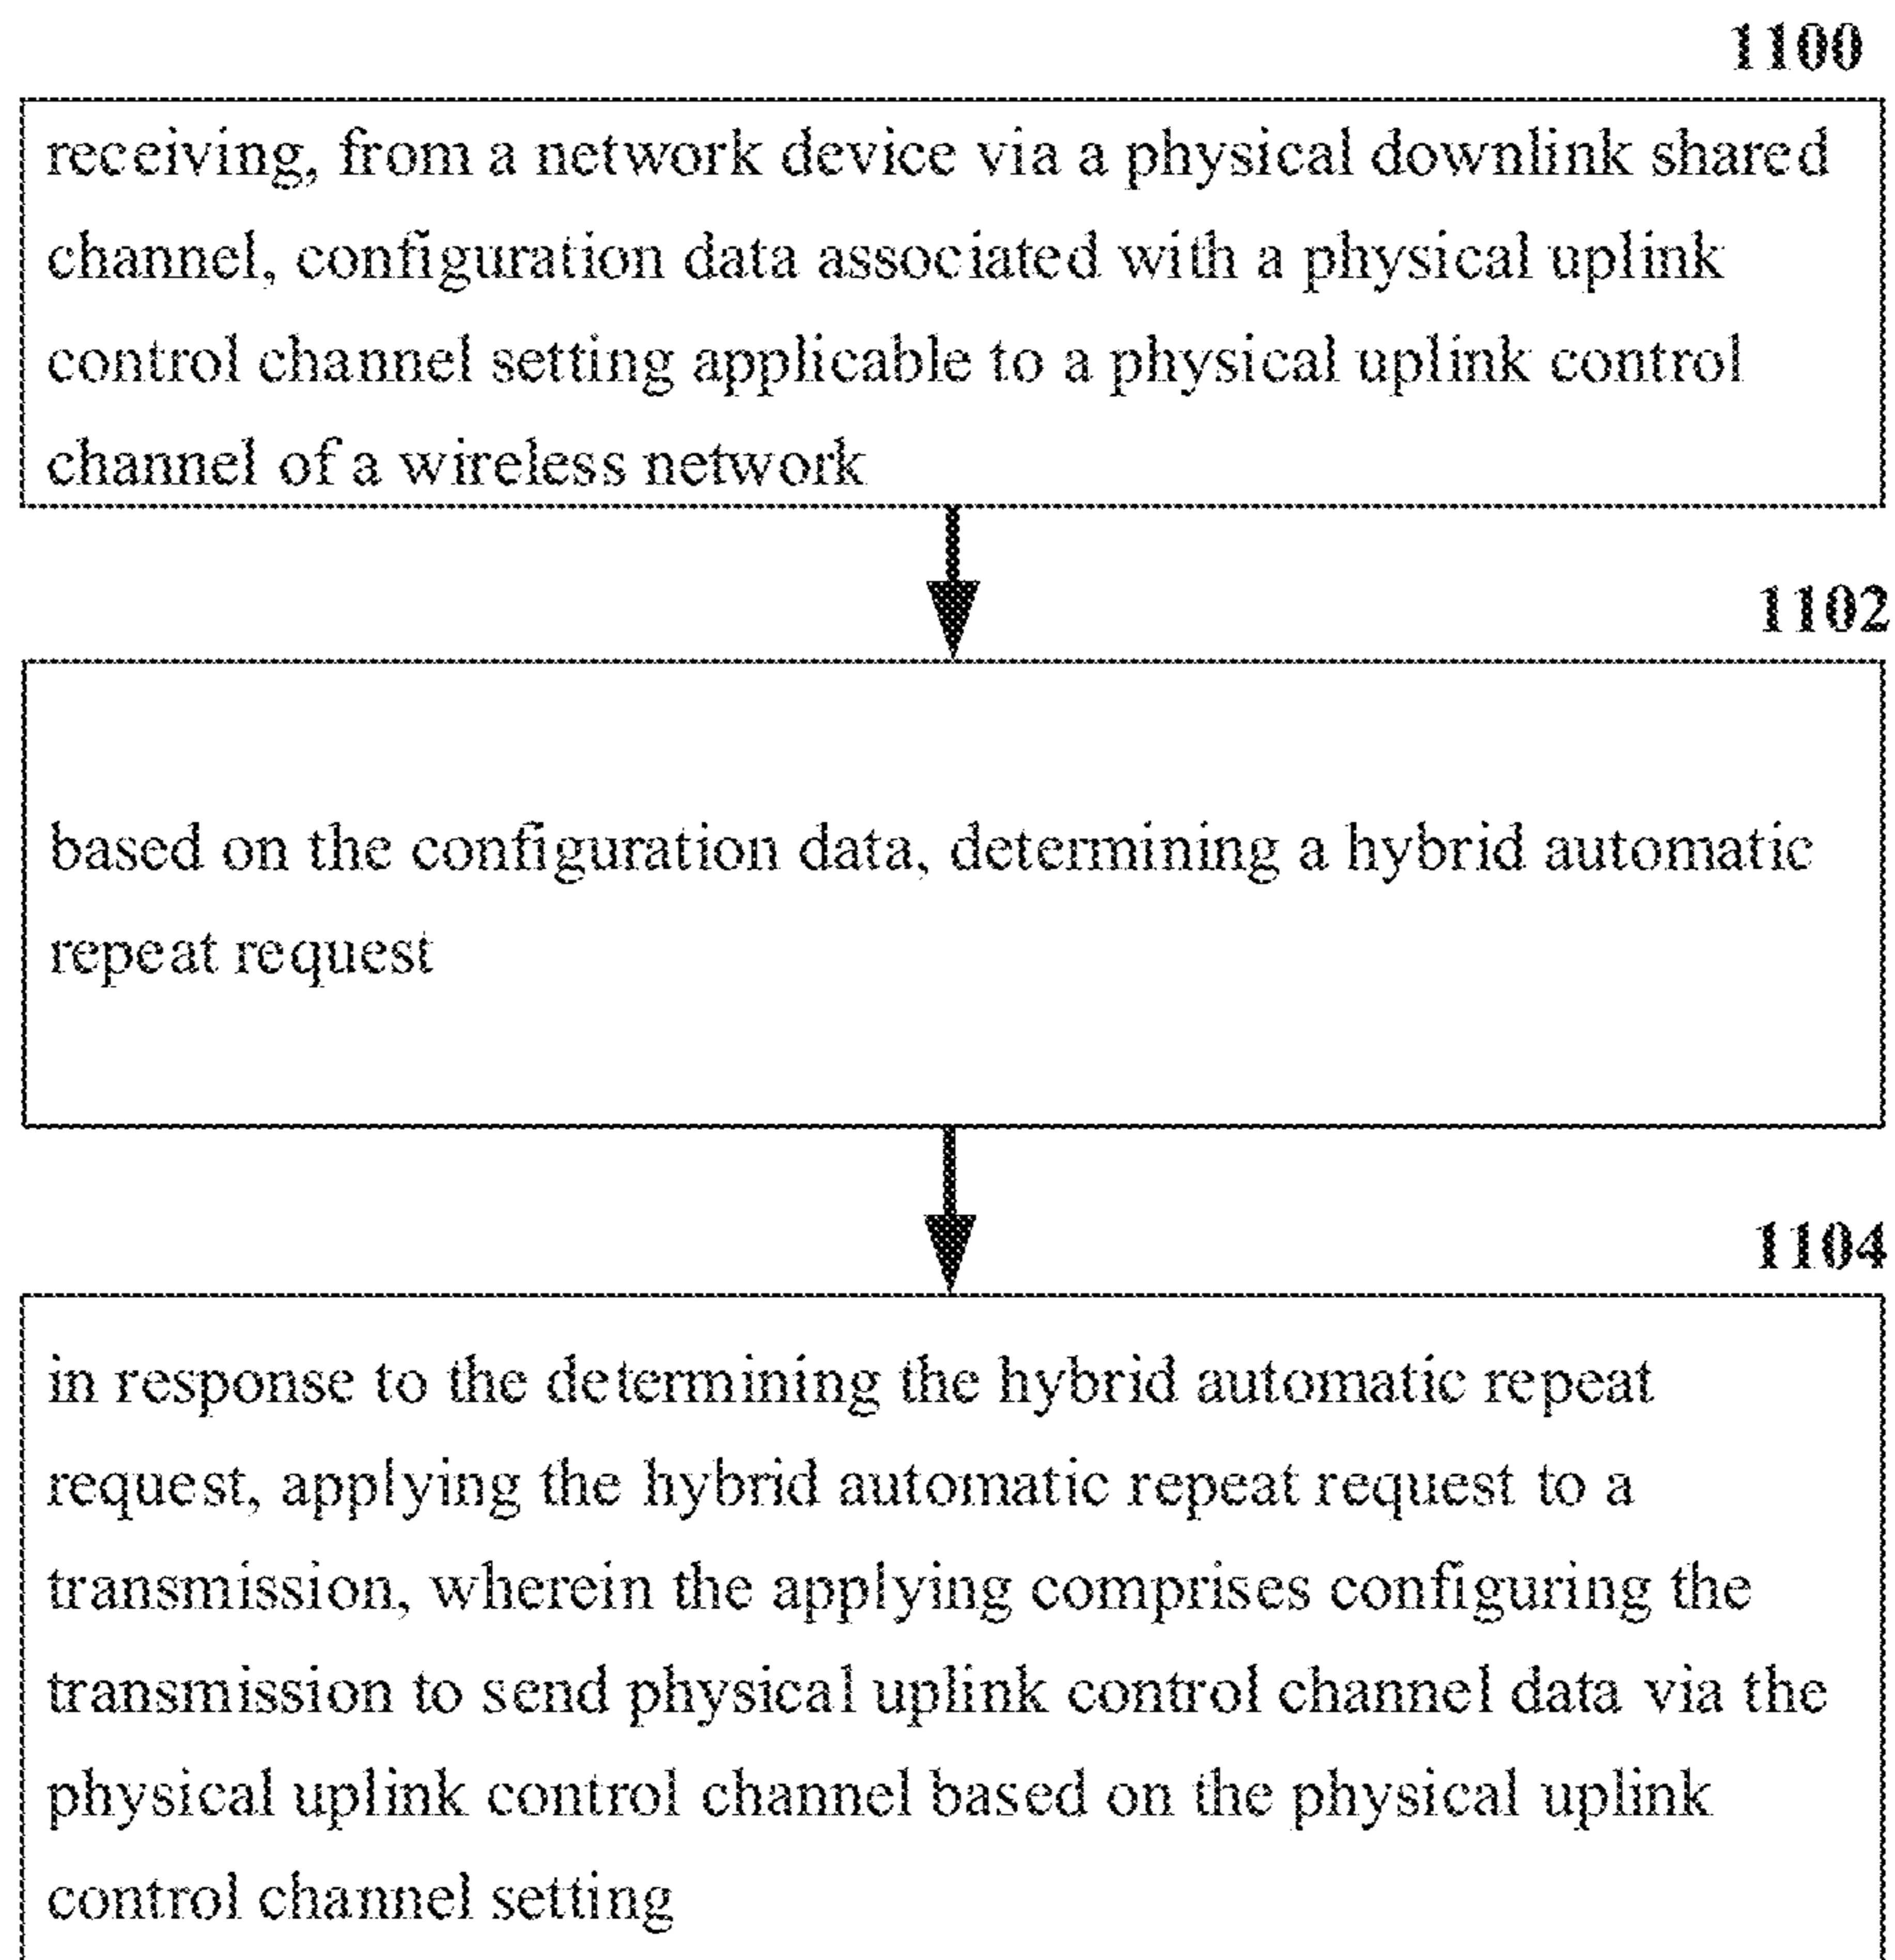 1100
receiving, from a network device via a physical downlink shared
channel, configuration data associated with a physical uplink
control channel setting applicable to a physical uplink control
channel of a wireless network
1102
based on the configuration data, determining a hybrid automatic
repeat request
1104
in response to the determining the hybrid automatic repeat
request, applying the hybrid automatic repeat request to a
transmission, wherein the applying comprises configuring the
transmission to send physical uplink control channel data via the
physical uplink control channel based on the physical uplink
control channel setting